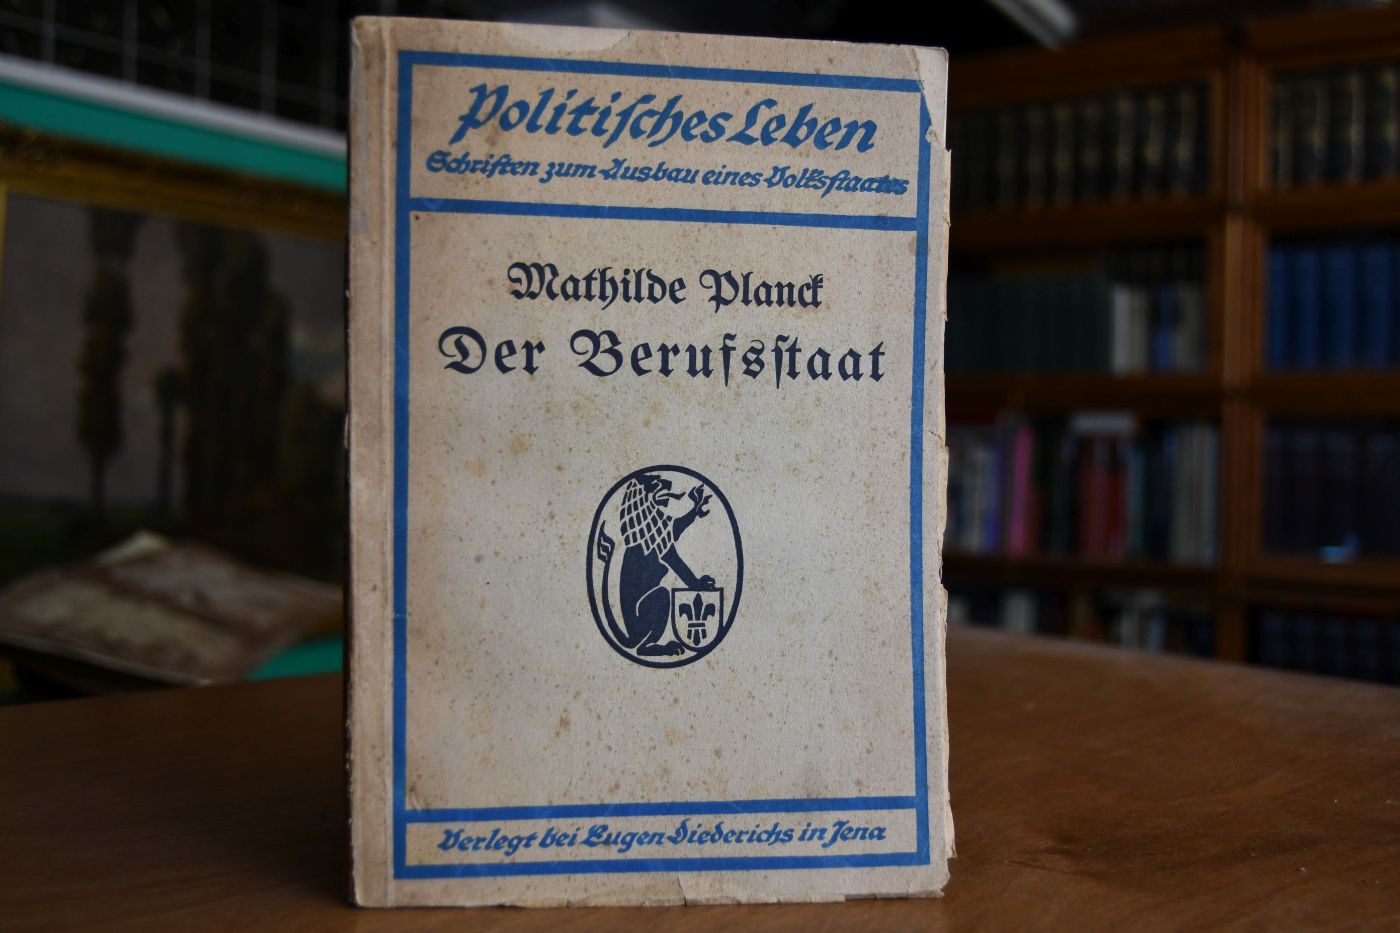 Politiſches Leben
Schriften zum Ausbau eines Volksſtaates
Mathilde Planck
Der Berufsſtaat
Verlegt bei Eugen Diederichs in Jena